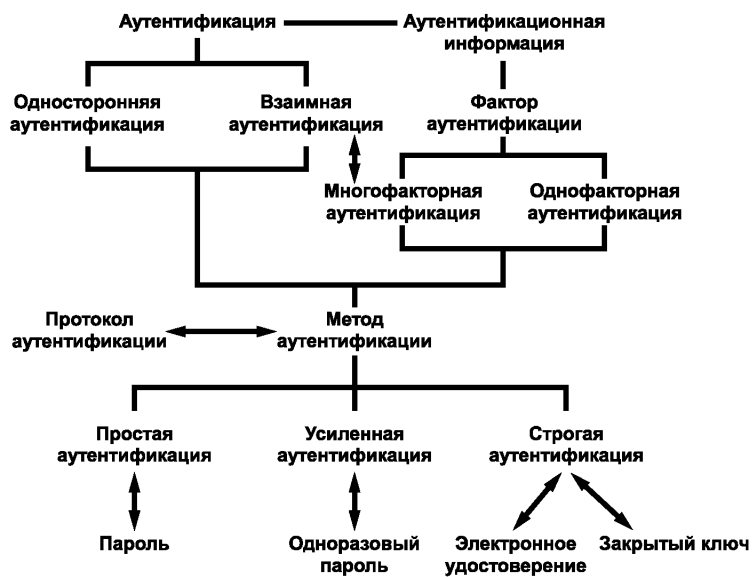 Аутентификация
Аутентификационная
информация
Односторонняя
аутентификация
Взаимная
аутентификация
Фактор
аутентификации
Многофакторная
аутентификация
Однофакторная
аутентификация
Протокол
аутентификации
Метод
аутентификации
Простая
аутентификация
Усиленная
аутентификация
Строгая
аутентификация
Пароль
Одноразовый
пароль
Электронное
удостоверение
Закрытый ключ